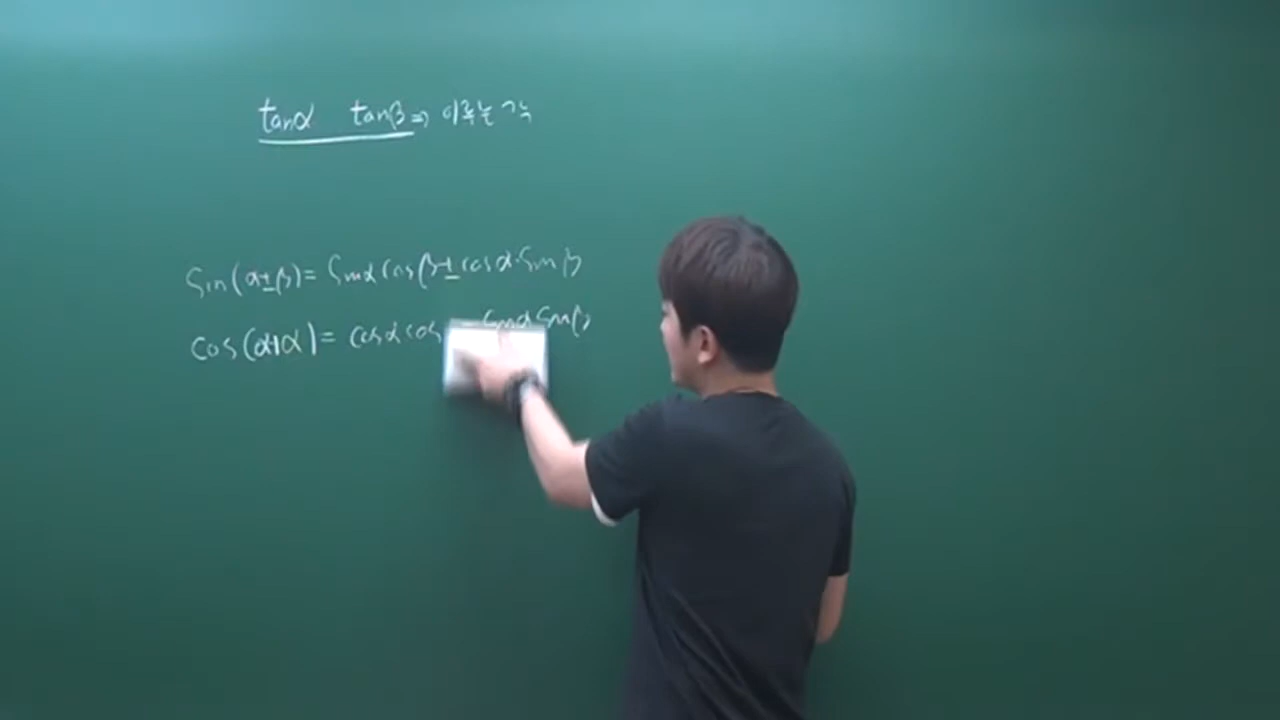 tanα tanβ ⇒ 이루는 각
Sin(α±β)= Sinα cosβ ± cosα·Sinβ
cos(α+α)= cosα cos - Sinα Sinβ